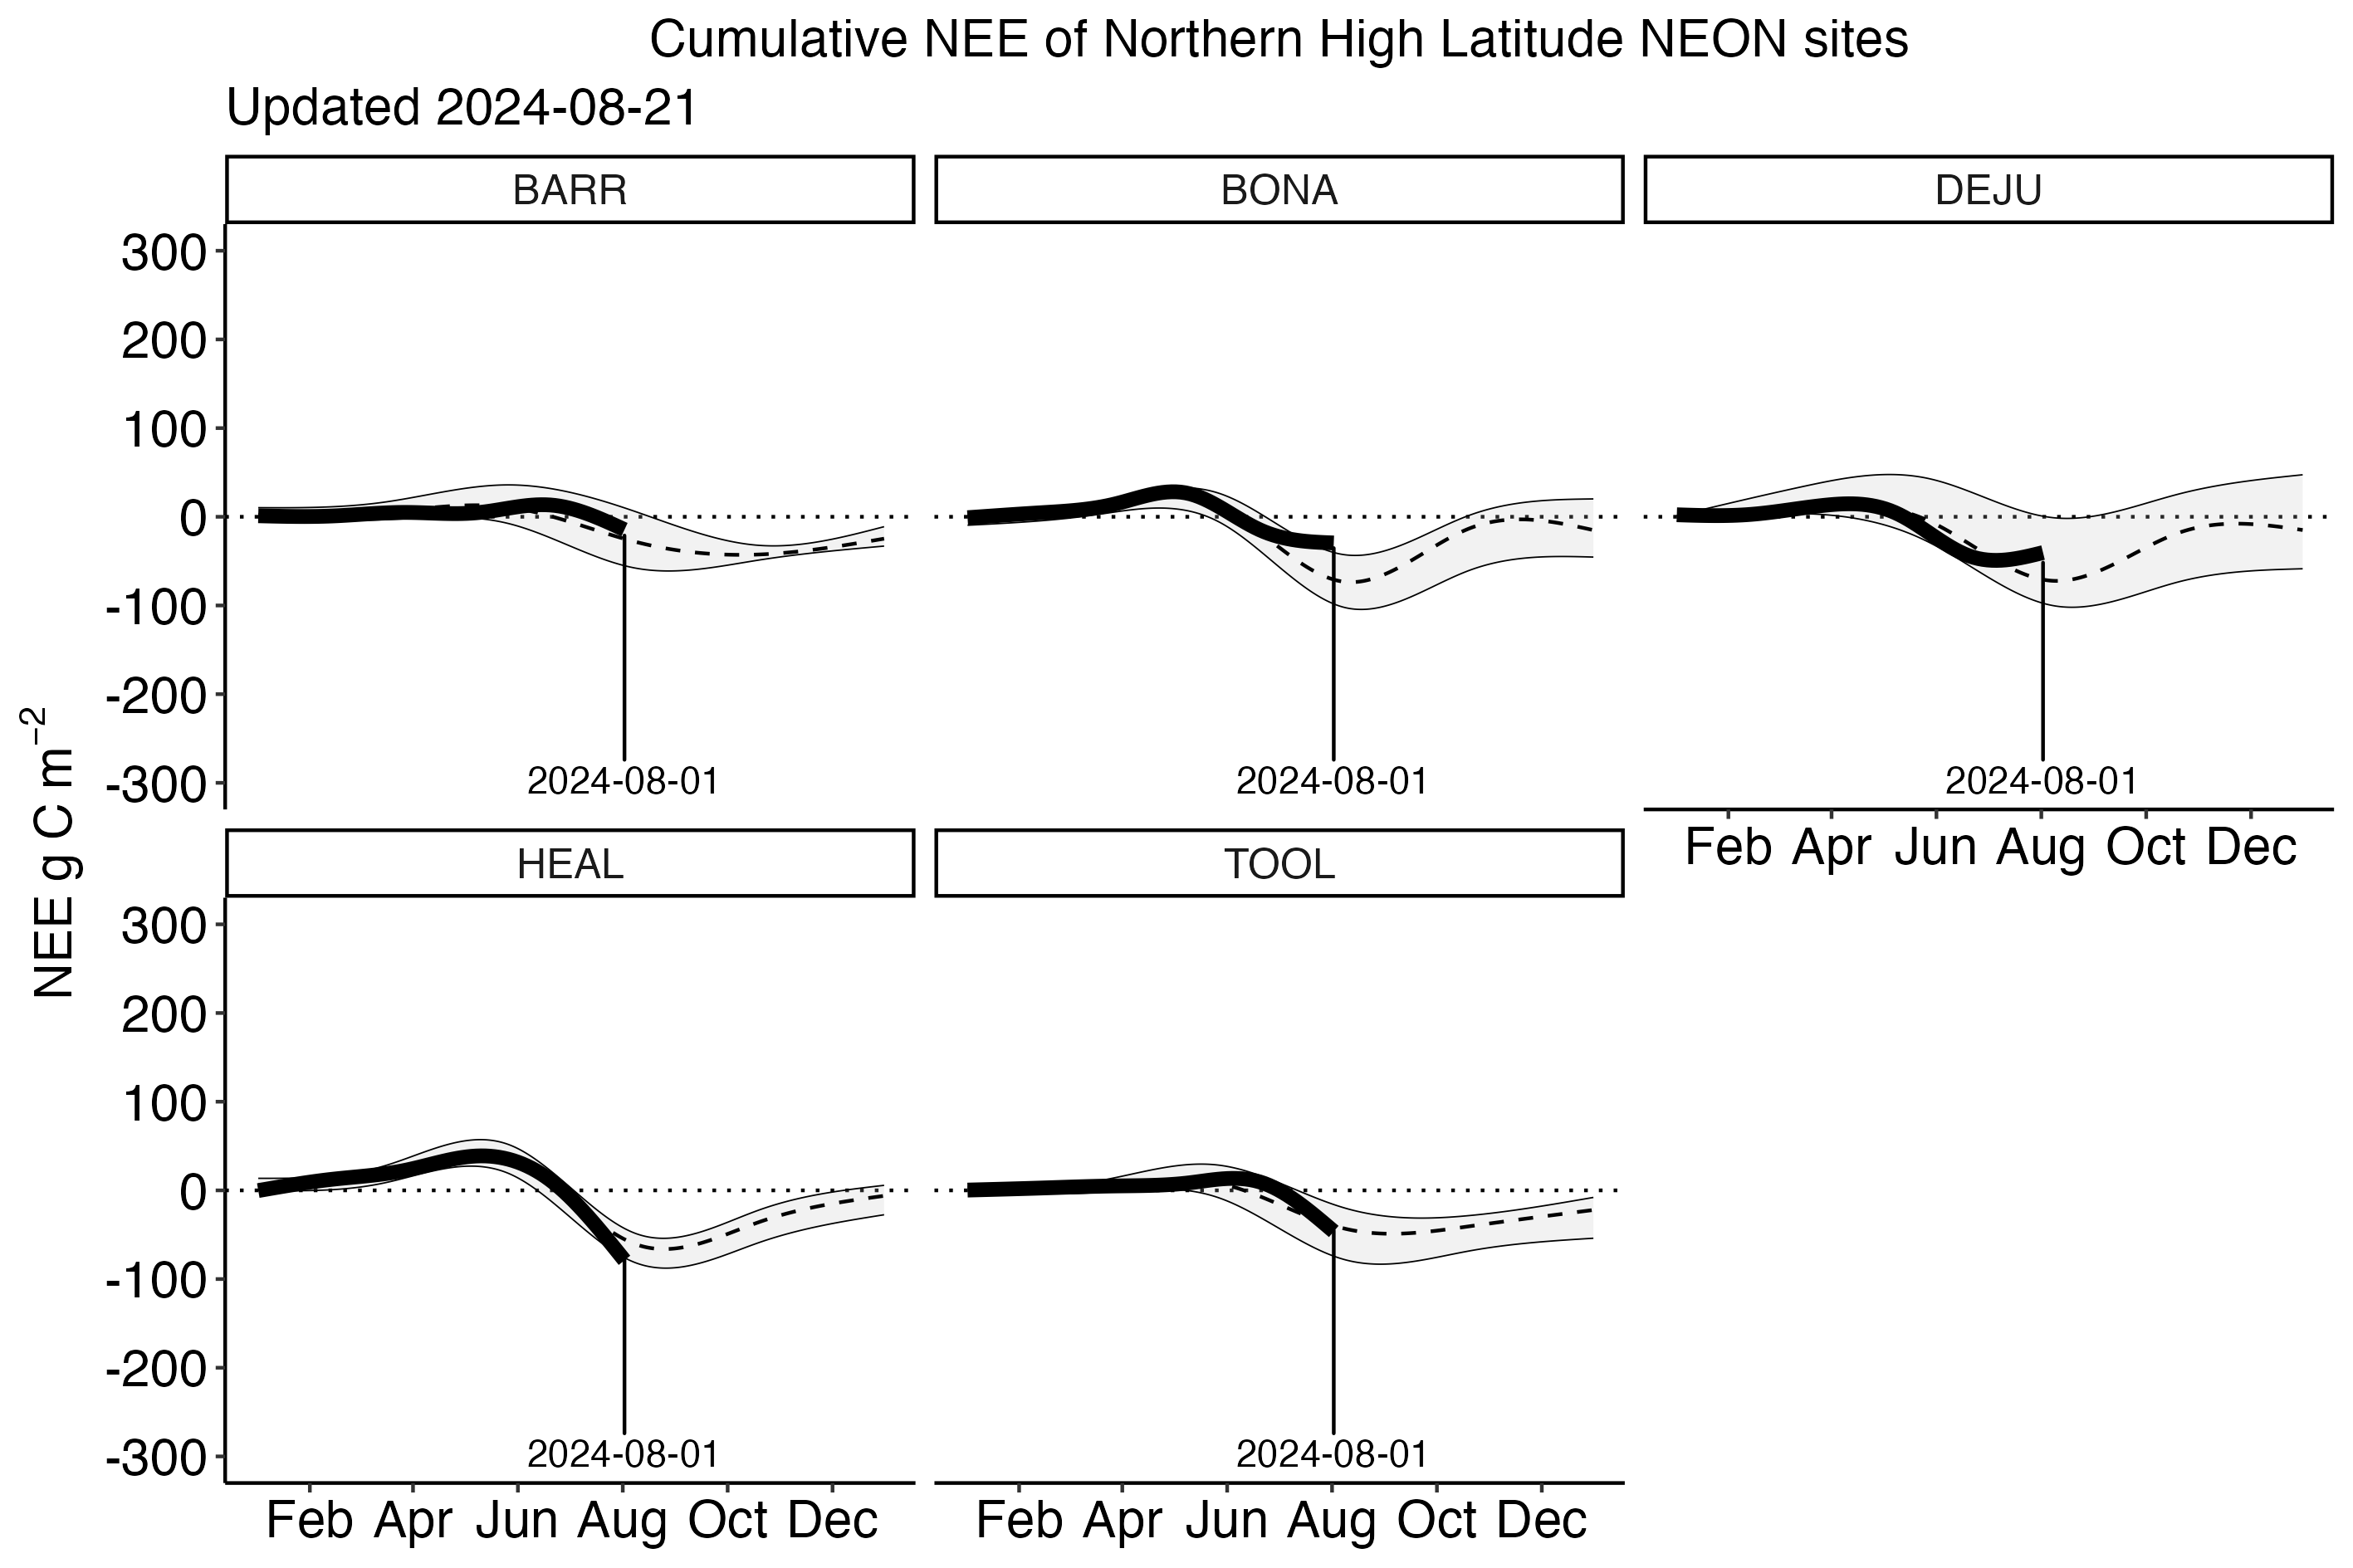 Cumulative NEE of Northern High Latitude NEON sites
Updated 2024-08-21
BARR
BONA
DEJU
300
200
100
0
-100
-200
-300
2024-08-01
2024-08-01
2024-08-01
Feb Apr Jun Aug Oct Dec
NEE g C m⁻²
HEAL
TOOL
300
200
100
0
-100
-200
-300
2024-08-01
2024-08-01
Feb Apr Jun Aug Oct Dec
Feb Apr Jun Aug Oct Dec